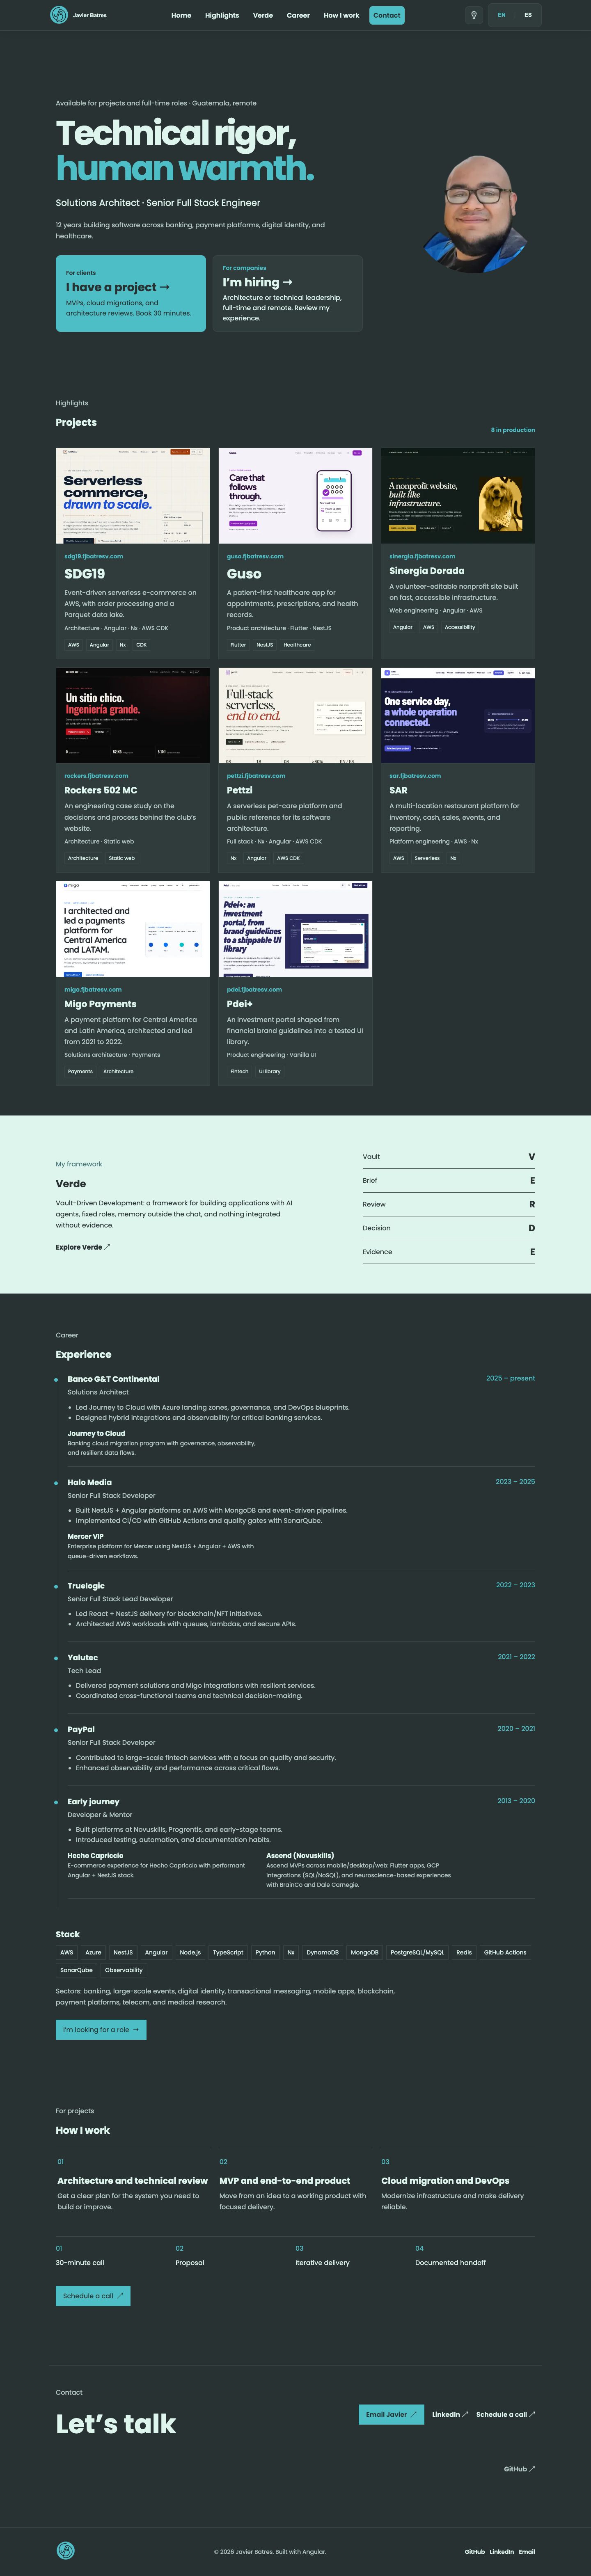 Javier Batres
Home
Highlights
Verde
Career
How I work
Contact
EN
ES
Available for projects and full-time roles · Guatemala, remote
Technical rigor,
human warmth.
Solutions Architect · Senior Full Stack Engineer
12 years building software across banking, payment platforms, digital identity, and
healthcare.
For clients
I have a project →
MVPs, cloud migrations, and
architecture reviews. Book 30 minutes.
For companies
I'm hiring →
Architecture or technical leadership,
full-time and remote. Review my
experience.
Highlights
Projects
8 in production
Serverless
commerce,
drawn to scale.
sdg19.fjbatresv.com
SDG19
Event-driven serverless e-commerce on
AWS, with order processing and a
Parquet data lake.
Architecture · Angular · Nx · AWS CDK
AWS
Angular
Nx
CDK
Guso
Care that
follows
through.
guso.fjbatresv.com
Guso
A patient-first healthcare app for
appointments, prescriptions, and health
records.
Product architecture · Flutter · NestJS
Flutter
NestJS
Healthcare
A nonprofit website,
built like
infrastructure.
sinergia.fjbatresv.com
Sinergia Dorada
A volunteer-editable nonprofit site built
on fast, accessible infrastructure.
Web engineering · Angular · AWS
Angular
AWS
Accessibility
Un sitio chico.
Ingeniería grande.
rockers.fjbatresv.com
Rockers 502 MC
An engineering case study on the
decisions and process behind the club's
website.
Architecture · Static web
Architecture
Static web
Full-stack
serverless,
end to end.
pettzi.fjbatresv.com
Pettzi
A serverless pet-care platform and
public reference for its software
architecture.
Full stack · Nx · Angular · AWS CDK
Nx
Angular
AWS CDK
One service day,
a whole operation
connected.
sar.fjbatresv.com
SAR
A multi-location restaurant platform for
inventory, cash, sales, events, and
reporting.
Platform engineering · AWS · Nx
AWS
Serverless
Nx
migo
I architected and
led a payments
platform for
Central America
and LATAM.
migo.fjbatresv.com
Migo Payments
A payment platform for Central America
and Latin America, architected and led
from 2021 to 2022.
Solutions architecture · Payments
Payments
Architecture
Pdei+: an
investment
portal, from
brand guidelines
to a shippable UI
library
pdei.fjbatresv.com
Pdei+
An investment portal shaped from
financial brand guidelines into a tested UI
library.
Product engineering · Vanilla UI
Fintech
UI library
My framework
Verde
Vault-Driven Development: a framework for building applications with AI
agents, fixed roles, memory outside the chat, and nothing integrated
without evidence.
Explore Verde ↗
Vault V
Brief E
Review R
Decision D
Evidence E
Career
Experience
Banco G&T Continental
2025 – present
Solutions Architect
• Led Journey to Cloud with Azure landing zones, governance, and DevOps blueprints.
• Designed hybrid integrations and observability for critical banking services.
Journey to Cloud
Banking cloud migration program with governance, observability,
and resilient data flows.
Halo Media
2023 – 2025
Senior Full Stack Developer
• Built NestJS + Angular platforms on AWS with MongoDB and event-driven pipelines.
• Implemented CI/CD with GitHub Actions and quality gates with SonarQube.
Mercer VIP
Enterprise platform for Mercer using NestJS + Angular + AWS with
queue-driven workflows.
Truelogic
2022 – 2023
Senior Full Stack Lead Developer
• Led React + NestJS delivery for blockchain/NFT initiatives.
• Architected AWS workloads with queues, lambdas, and secure APIs.
Yalutec
2021 – 2022
Tech Lead
• Delivered payment solutions and Migo integrations with resilient services.
• Coordinated cross-functional teams and technical decision-making.
PayPal
2020 – 2021
Senior Full Stack Developer
• Contributed to large-scale fintech services with a focus on quality and security.
• Enhanced observability and performance across critical flows.
Early journey
2013 – 2020
Developer & Mentor
• Built platforms at Novuskills, Progrentis, and early-stage teams.
• Introduced testing, automation, and documentation habits.
Hecho Capriccio
E-commerce experience for Hecho Capriccio with performant
Angular + NestJS stack.
Ascend (Novuskills)
Ascend MVPs across mobile/desktop/web: Flutter apps, GCP
integrations (SQL/NoSQL), and neuroscience-based experiences
with BrainCo and Dale Carnegie.
Stack
AWS
Azure
NestJS
Angular
Node.js
TypeScript
Python
Nx
DynamoDB
MongoDB
PostgreSQL/MySQL
Redis
GitHub Actions
SonarQube
Observability
Sectors: banking, large-scale events, digital identity, transactional messaging, mobile apps, blockchain,
payment platforms, telecom, and medical research.
I'm looking for a role →
For projects
How I work
01
Architecture and technical review
Get a clear plan for the system you need to
build or improve.
02
MVP and end-to-end product
Move from an idea to a working product with
focused delivery.
03
Cloud migration and DevOps
Modernize infrastructure and make delivery
reliable.
01
30-minute call
02
Proposal
03
Iterative delivery
04
Documented handoff
Schedule a call ↗
Contact
Let's talk
Email Javier ↗
LinkedIn ↗
Schedule a call ↗
GitHub ↗
© 2026 Javier Batres. Built with Angular.
GitHub
LinkedIn
Email